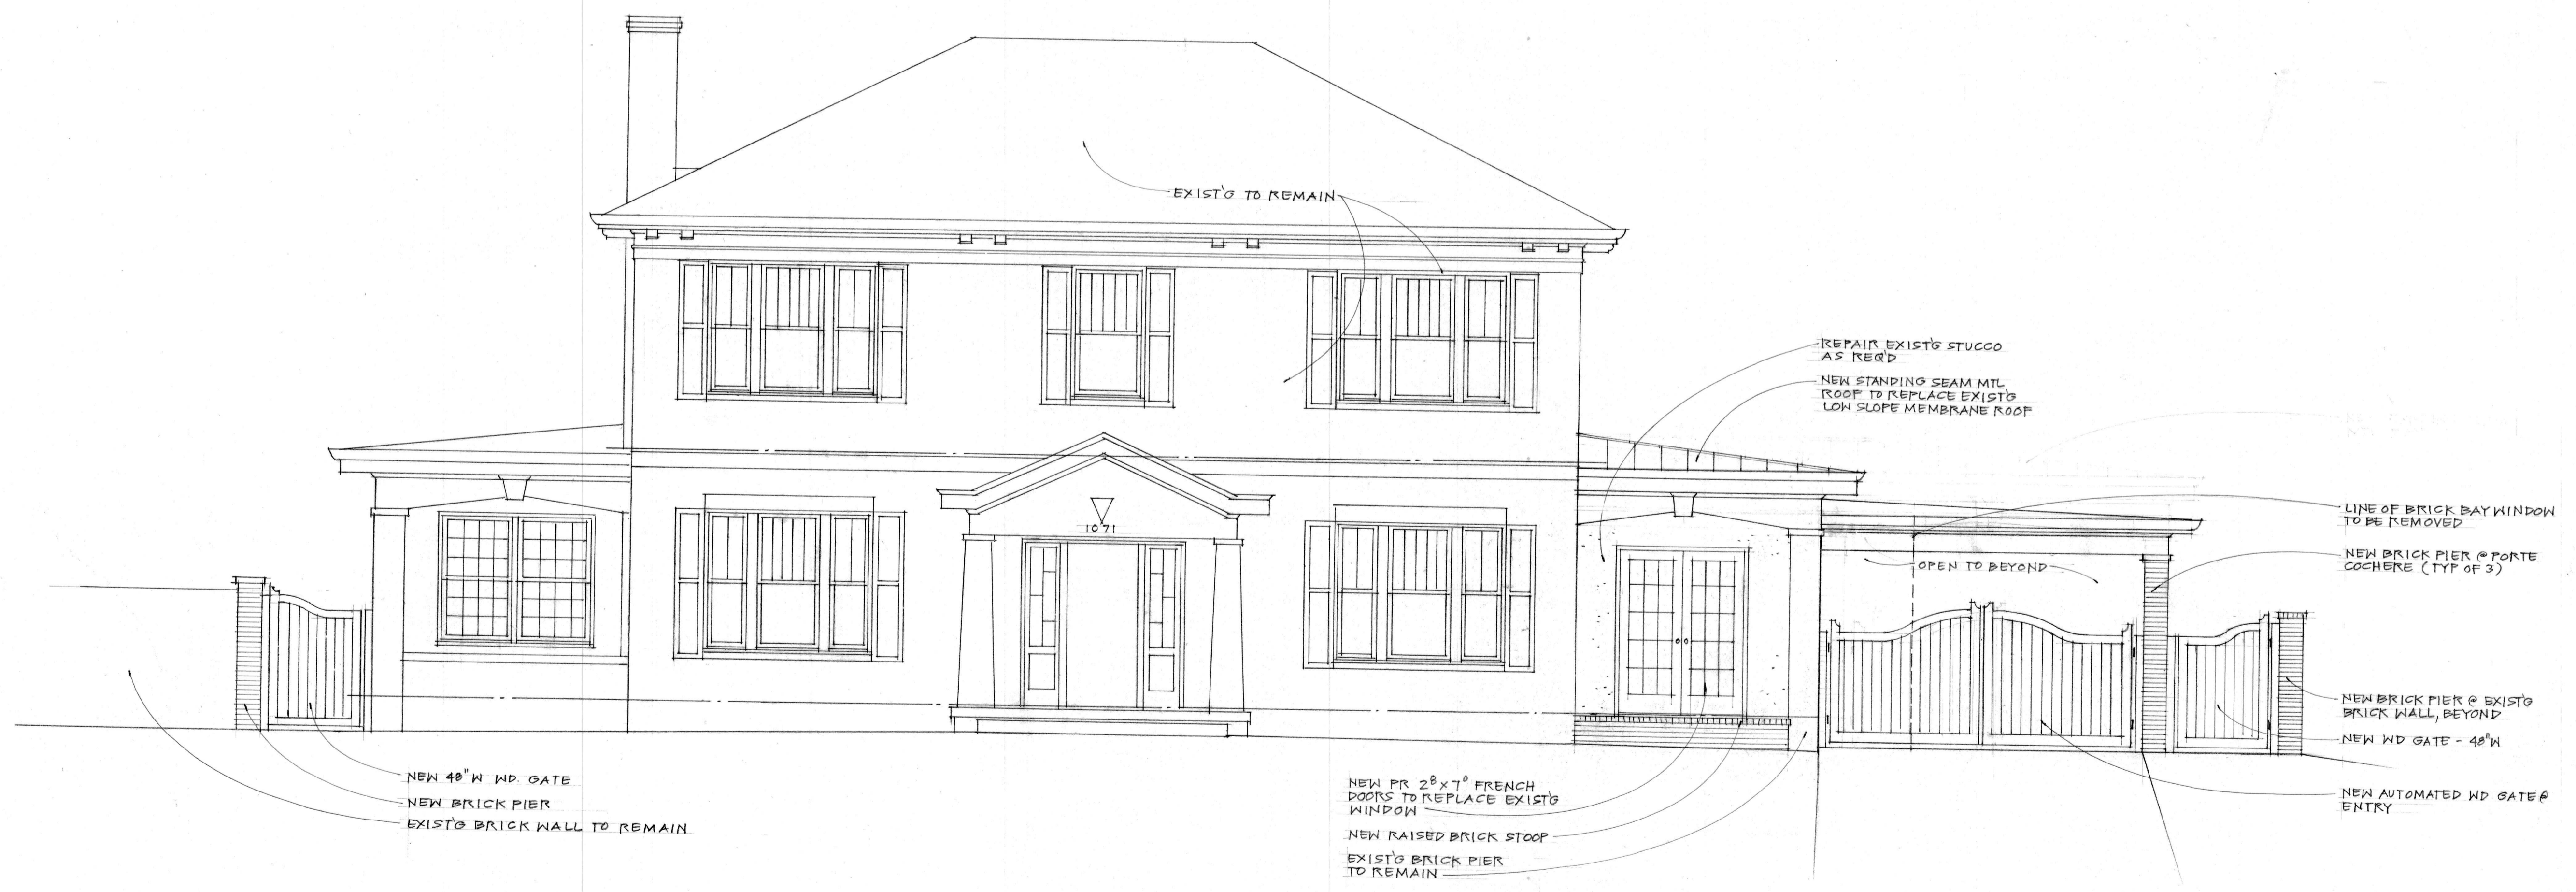 EXIST'G TO REMAIN
REPAIR EXIST'G STUCCO
AS REQ'D
NEW STANDING SEAM MTL
ROOF TO REPLACE EXIST'G
LOW SLOPE MEMBRANE ROOF
LINE OF BRICK BAY WINDOW
TO BE REMOVED
1071
NEW BRICK PIER @ PORTE
COCHERE (TYP OF 3)
OPEN TO BEYOND
NEW BRICK PIER @ EXIST'G
BRICK WALL, BEYOND
NEW WD GATE - 48"W
NEW AUTOMATED WD GATE @
ENTRY
NEW 48"W WD. GATE
NEW BRICK PIER
EXIST'G BRICK WALL TO REMAIN
NEW PR 2⁸ x 7⁰ FRENCH
DOORS TO REPLACE EXIST'G
WINDOW
NEW RAISED BRICK STOOP
EXIST'G BRICK PIER
TO REMAIN